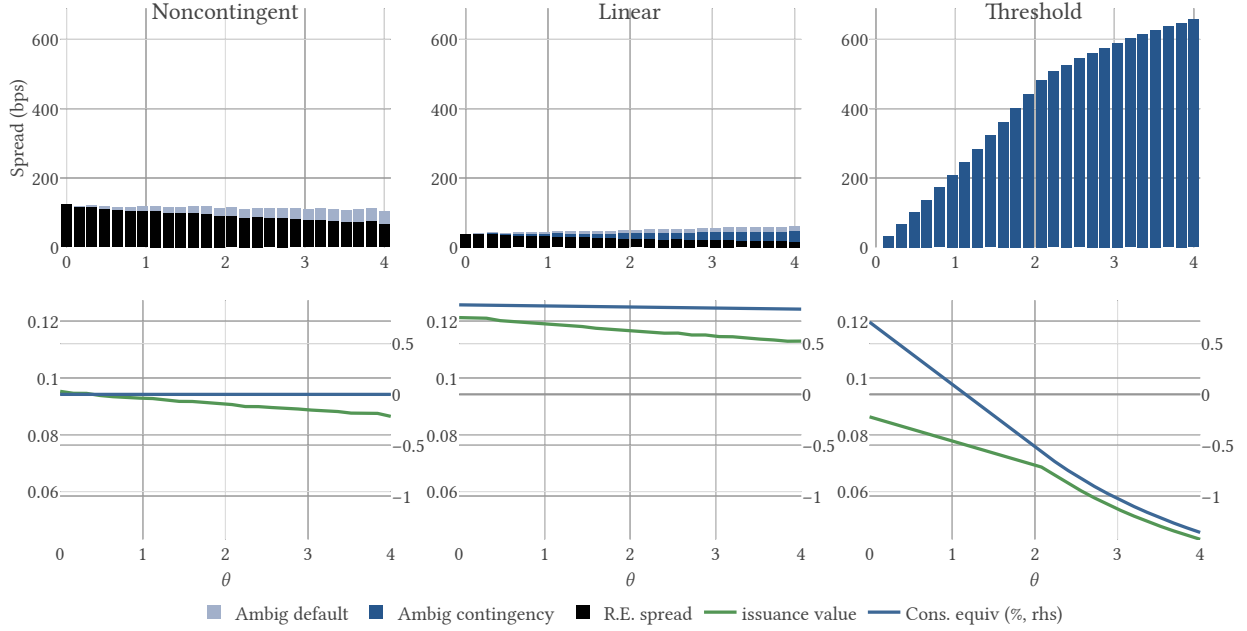 Noncontingent Linear Threshold
Spread (bps)
600 600 600
400 400 400
200 200 200
0 0 0
0 1 2 3 4 0 1 2 3 4 0 1 2 3 4
0.12 0.12 0.12
0.5 0.5 0.5
0.1 0.1 0.1
0 0 0
0.08 0.08 0.08
−0.5 −0.5 −0.5
0.06 0.06 0.06
−1 −1 −1
0 1 2 3 4 0 1 2 3 4 0 1 2 3 4
θ θ θ
Ambig default Ambig contingency R.E. spread issuance value Cons. equiv (%, rhs)